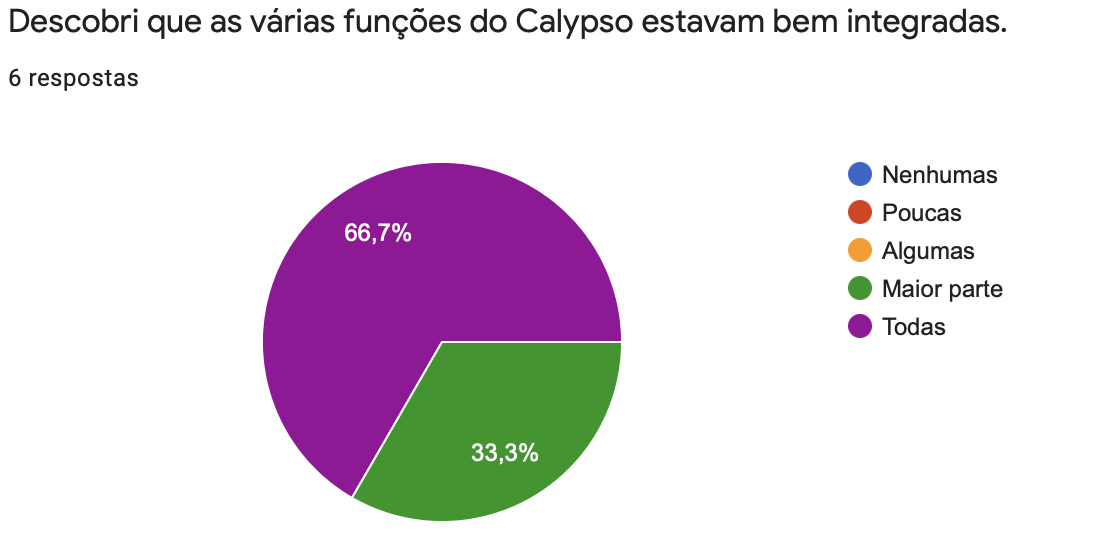 Descobri que as várias funções do Calypso estavam bem integradas.
6 respostas
66,7%
33,3%
Nenhumas
Poucas
Algumas
Maior parte
Todas